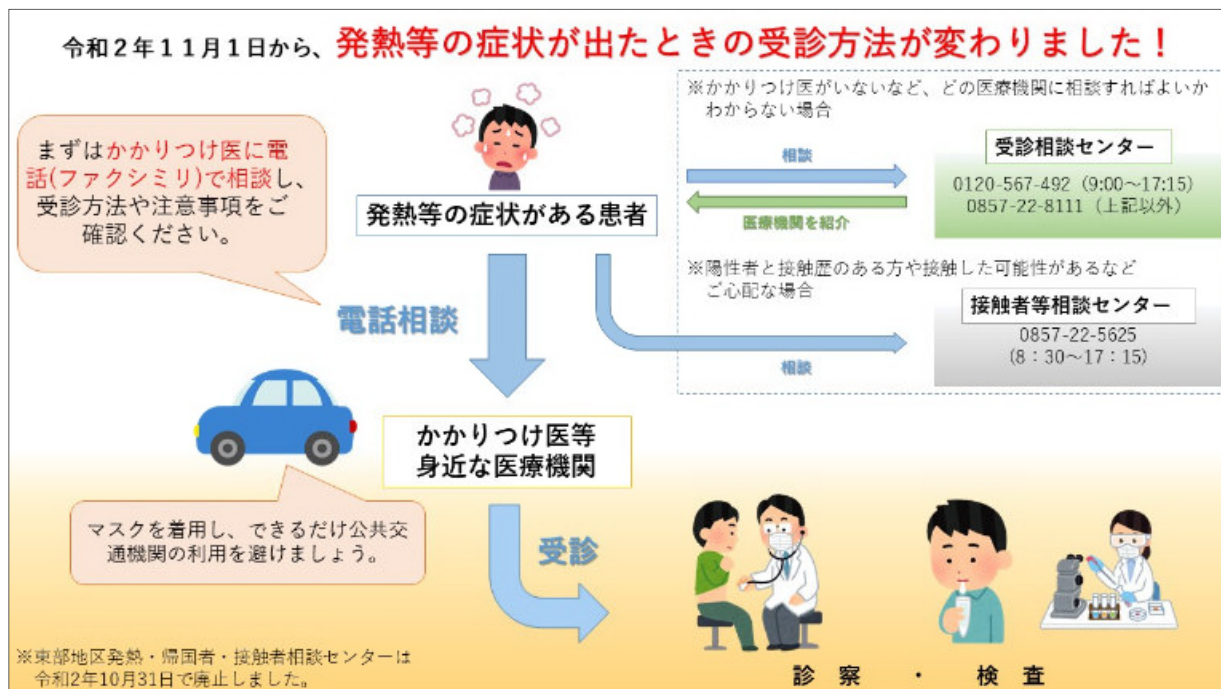 令和２年１１月１日から、発熱等の症状が出たときの受診方法が変わりました！
まずはかかりつけ医に電
話(ファクシミリ)で相談し、
受診方法や注意事項をご
確認ください。
発熱等の症状がある患者
※かかりつけ医がいないなど、どの医療機関に相談すればよいか
わからない場合
相談
医療機関を紹介
受診相談センター
0120-567-492（9:00～17:15）
0857-22-8111（上記以外）
※陽性者と接触歴のある方や接触した可能性があるなど
ご心配な場合
相談
接触者等相談センター
0857-22-5625
（8：30～17：15）
電話相談
かかりつけ医等
身近な医療機関
マスクを着用し、できるだけ公共交
通機関の利用を避けましょう。
受診
診察・検査
※東部地区発熱・帰国者・接触者相談センターは
令和2年10月31日で廃止しました。